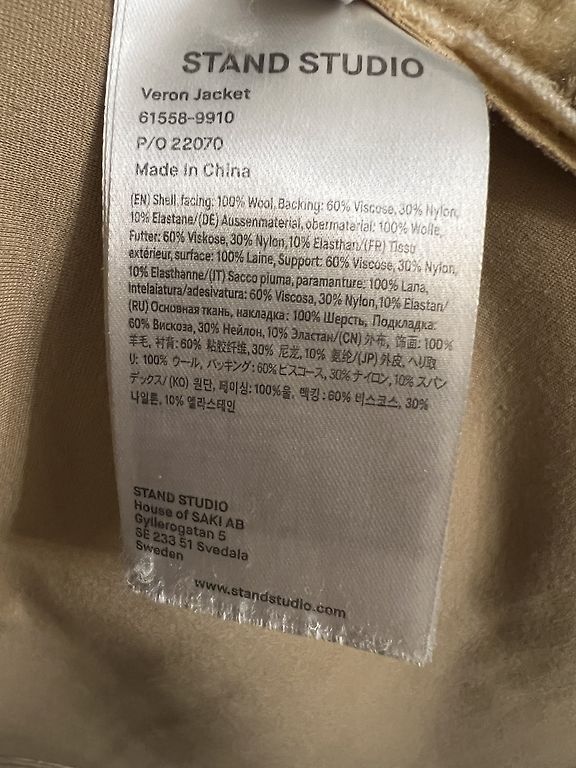 STAND STUDIO
Veron Jacket
61558-9910
P/O 22070
Made in China
(EN) Shell, facing: 100% Wool, Backing: 60% Viscose, 30% Nylon,
10% Elastane/(DE) Aussenmaterial, obermaterial: 100% Wolle,
Futter: 60% Viskose, 30% Nylon,10% Elasthan/(FR) Tissu
extérieur, surface: 100% Laine, Support: 60% Viscose, 30% Nylon,
10% Elasthanne/(IT) Sacco piuma, paramanture: 100% Lana,
Intelaiatura/adesivatura: 60% Viscosa, 30% Nylon,10% Elastan/
(RU) Основная ткань, накладка: 100% Шерсть, Подкладка:
60% Вискоза, 30% Нейлон, 10% Эластан/(CN) 外布, 饰面: 100%
羊毛, 衬背: 60% 粘胶纤维, 30% 尼龙, 10% 氨纶/(JP) 外皮, ヘリ取
り: 100% ウール, バッキング: 60% ビスコース, 30% ナイロン, 10% スパン
デックス/(KO) 원단, 페이싱: 100%울, 백킹: 60% 비스코스, 30%
나일론, 10% 엘라스테인
STAND STUDIO
House of SAKI AB
Gyllerogatan 5
SE 233 51 Svedala
Sweden
www.standstudio.com